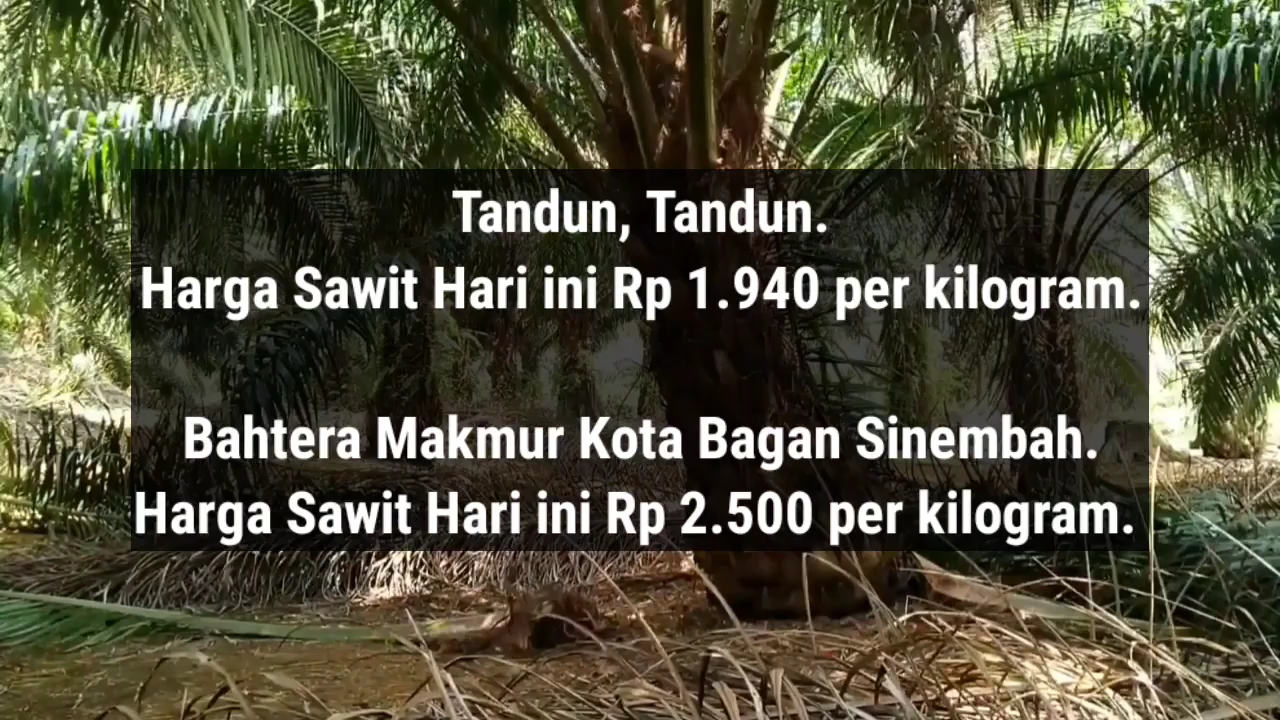 Tandun, Tandun.
Harga Sawit Hari ini Rp 1.940 per kilogram.
Bahtera Makmur Kota Bagan Sinembah.
Harga Sawit Hari ini Rp 2.500 per kilogram.